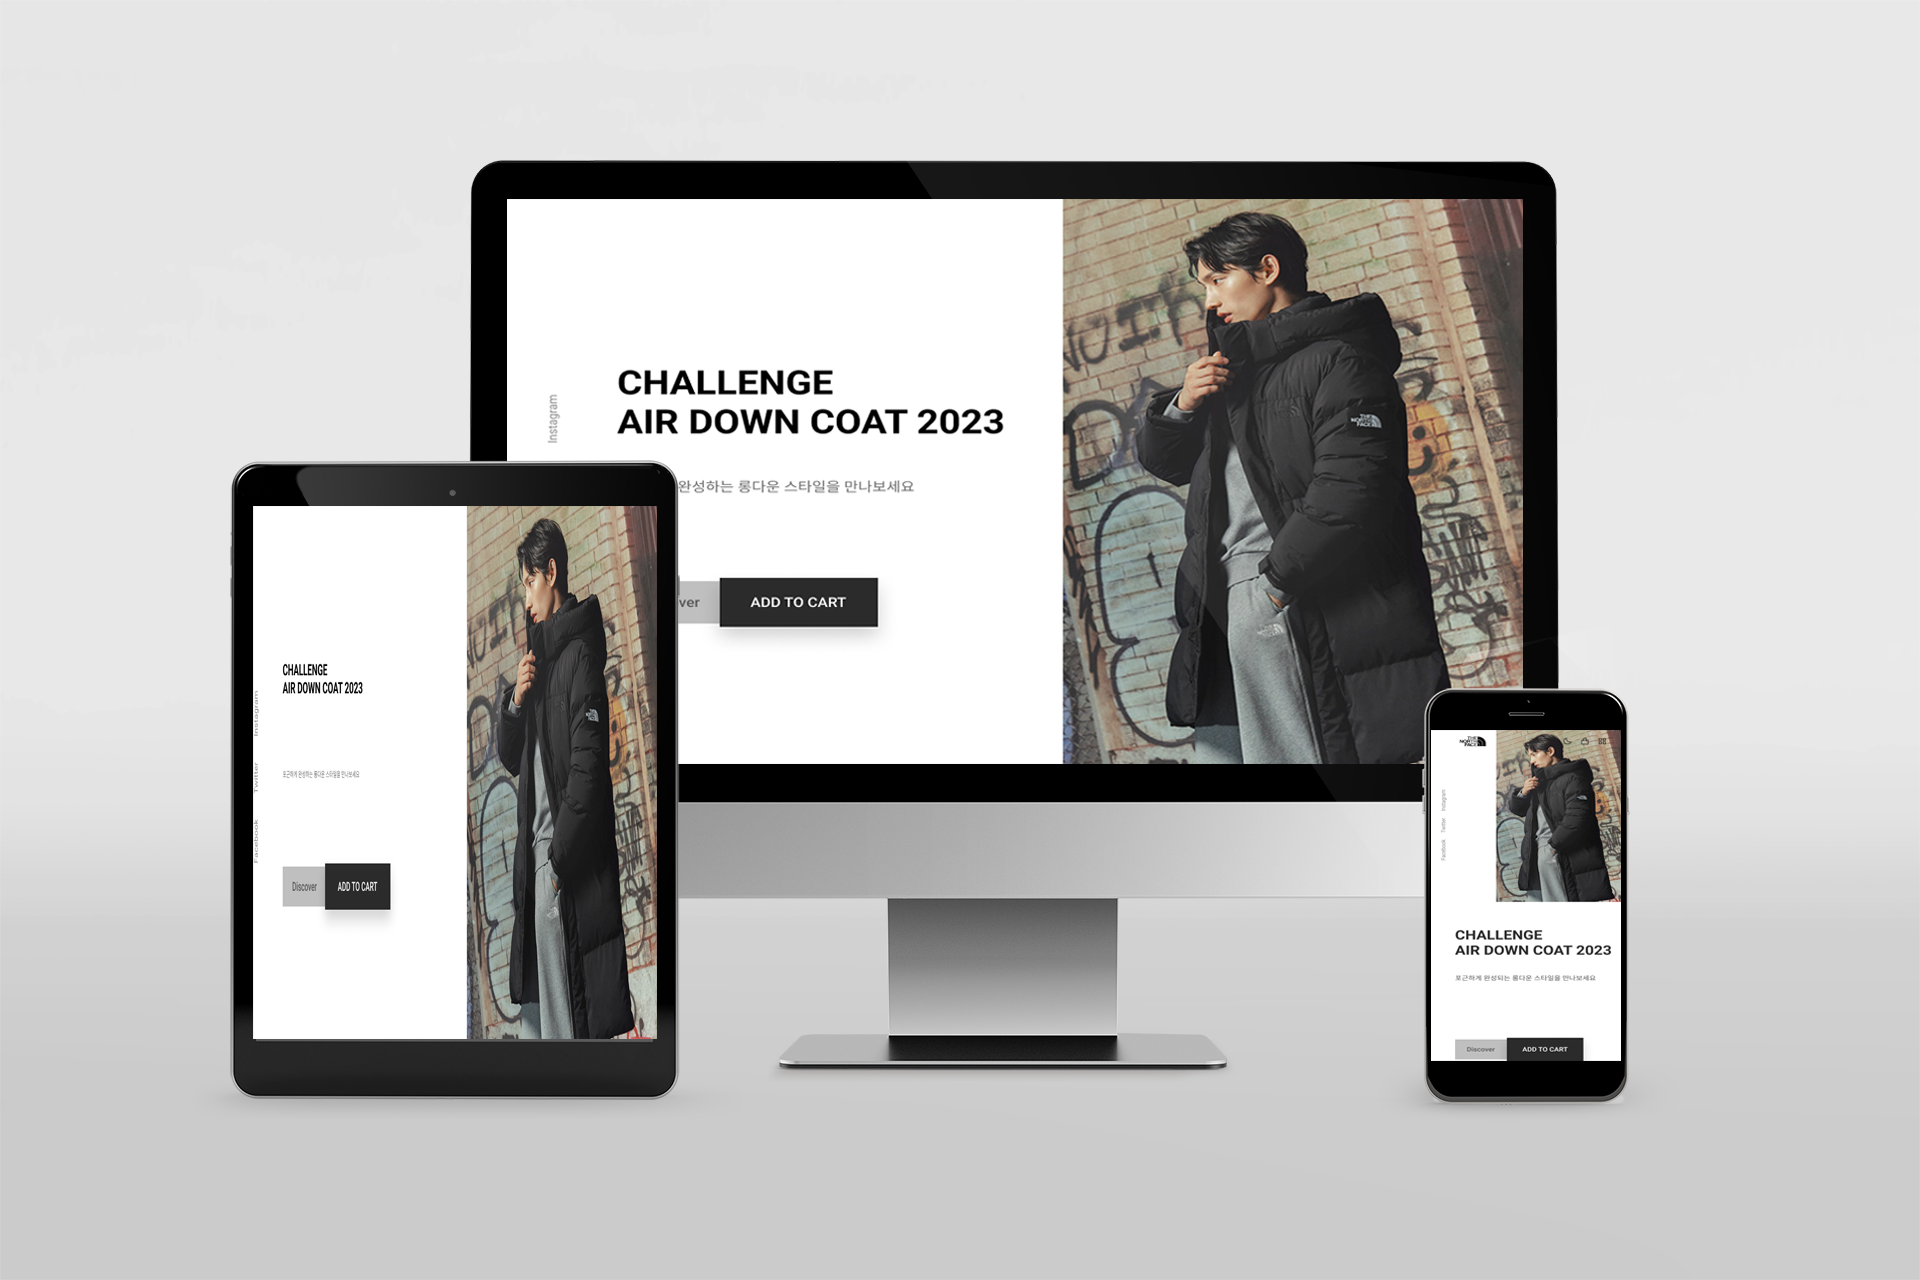 CHALLENGE
AIR DOWN COAT 2023
Instagram
완성하는 롱다운 스타일을 만나보세요
ver
ADD TO CART
THE
NORTH
FACE
CHALLENGE
AIR DOWN COAT 2023
Instagram
Twitter
Facebook
포근하게 완성하는 롱다운 스타일을 만나보세요
Discover
ADD TO CART
THE
NORTH
FACE
Instagram
Twitter
Facebook
CHALLENGE
AIR DOWN COAT 2023
포근하게 완성되는 롱다운 스타일을 만나보세요
Discover
ADD TO CART